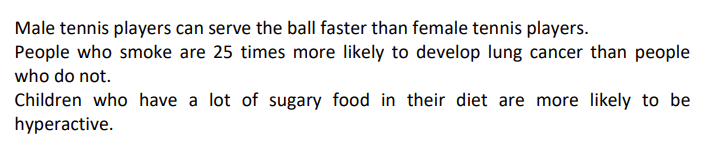 Male tennis players can serve the ball faster than female tennis players.
People who smoke are 25 times more likely to develop lung cancer than people
who do not.
Children who have a lot of sugary food in their diet are more likely to be
hyperactive.